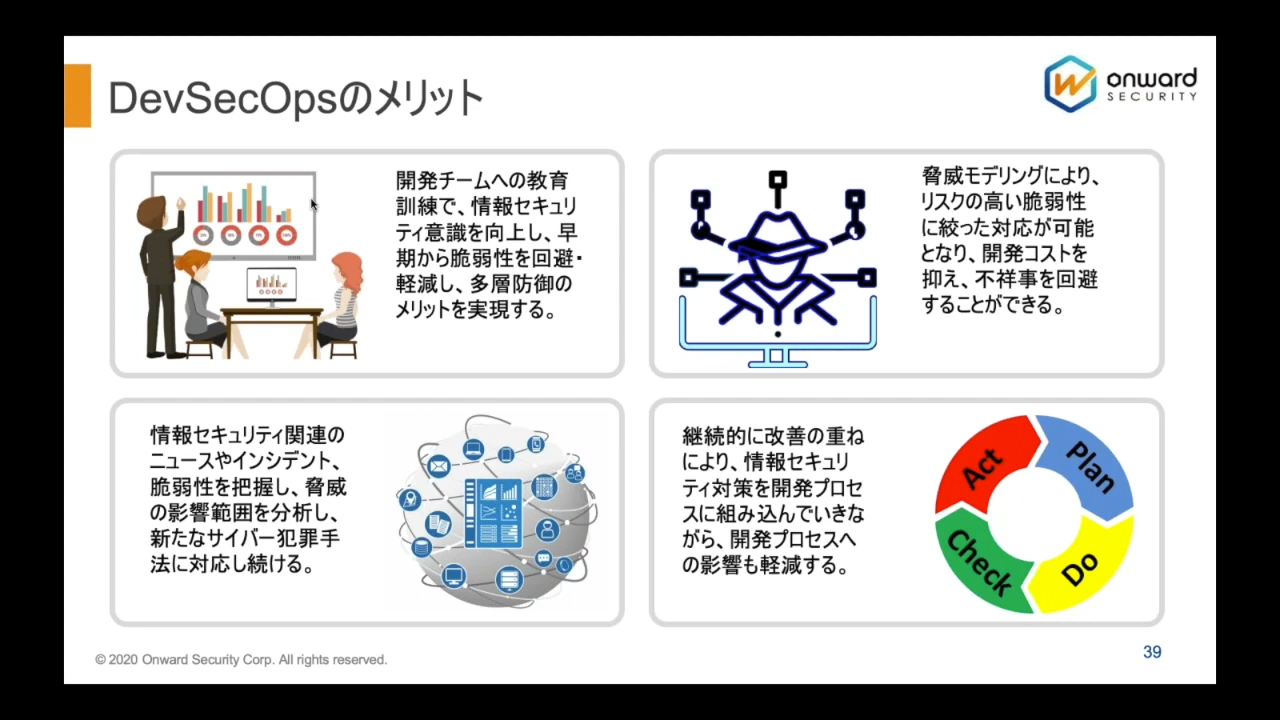 DevSecOpsのメリット
onward
SECURITY
開発チームへの教育
訓練で、情報セキュリ
ティ意識を向上し、早
期から脆弱性を回避・
軽減し、多層防御の
メリットを実現する。
脅威モデリングにより、
リスクの高い脆弱性
に絞った対応が可能
となり、開発コストを
抑え、不祥事を回避
することができる。
情報セキュリティ関連の
ニュースやインシデント、
脆弱性を把握し、脅威
の影響範囲を分析し、
新たなサイバー犯罪手
法に対応し続ける。
継続的に改善の重ね
により、情報セキュリ
ティ対策を開発プロセ
スに組み込んでいきな
がら、開発プロセスへ
の影響も軽減する。
Act
Plan
Check
Do
© 2020 Onward Security Corp. All rights reserved.
39